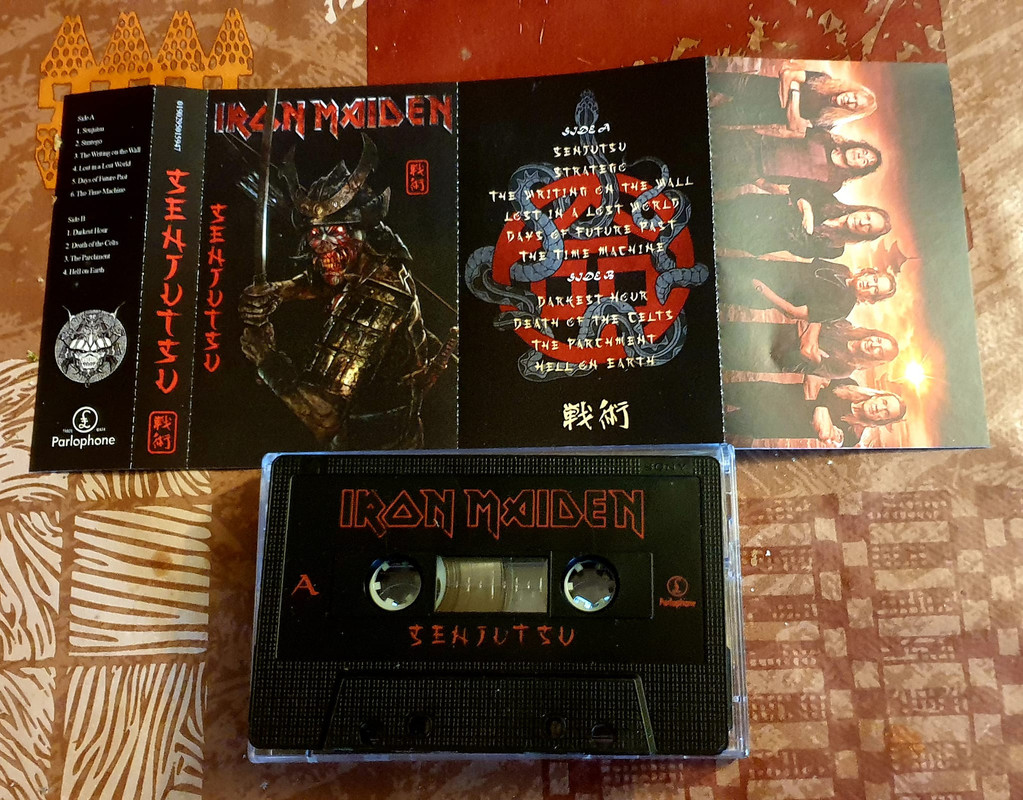 Side A
1. Senjutsu
2. Stratego
3. The Writing on the Wall
4. Lost in a Lost World
5. Days of Future Past
6. The Time Machine
Side B
1. Darkest Hour
2. Death of the Celts
3. The Parchment
4. Hell on Earth
£
Parlophone
0190295015947
SENJUTSU
戦術
IRON MAIDEN
戦術
SENJUTSU
SIDE A
SENJUTSU
STRATEGO
THE WRITING ON THE WALL
LOST IN A LOST WORLD
DAYS OF FUTURE PAST
THE TIME MACHINE
SIDE B
DARKEST HOUR
DEATH OF THE CELTS
THE PARCHMENT
HELL ON EARTH
戦術
IRON MAIDEN
A
£
Parlophone
SENJUTSU